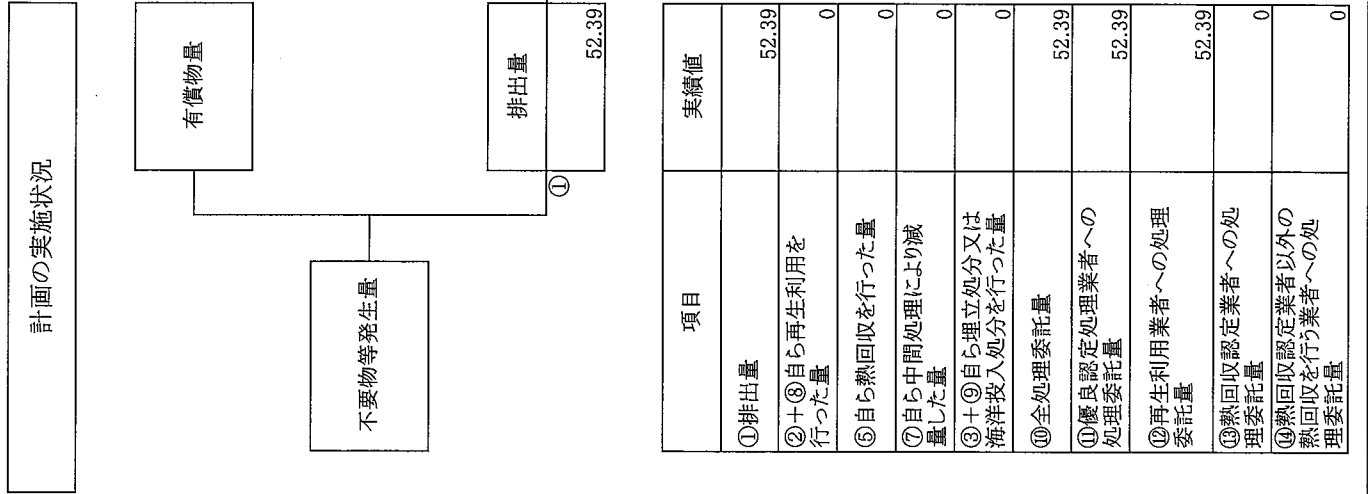 計画の実施状況
有償物量
不要物等発生量
排出量
①
52.39
項目
実績値
①排出量
52.39
②+⑧自ら再生利用を
行った量
0
⑤自ら熱回収を行った量
0
⑦自ら中間処理により減
量した量
0
③+⑨自ら埋立処分又は
海洋投入処分を行った量
0
⑩全処理委託量
52.39
⑪優良認定処理業者への
処理委託量
52.39
⑫再生利用業者への処理
委託量
52.39
⑬熱回収認定業者への処
理委託量
0
⑭熱回収認定業者以外の
熱回収を行う業者への処
理委託量
0